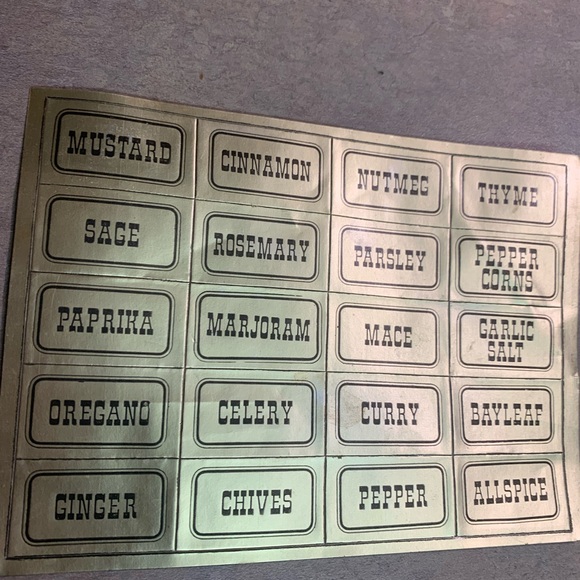 MUSTARD CINNAMON NUTMEG THYME
SAGE ROSEMARY PARSLEY PEPPER CORNS
PAPRIKA MARJORAM MACE GARLIC SALT
OREGANO CELERY CURRY BAYLEAF
GINGER CHIVES PEPPER ALLSPICE